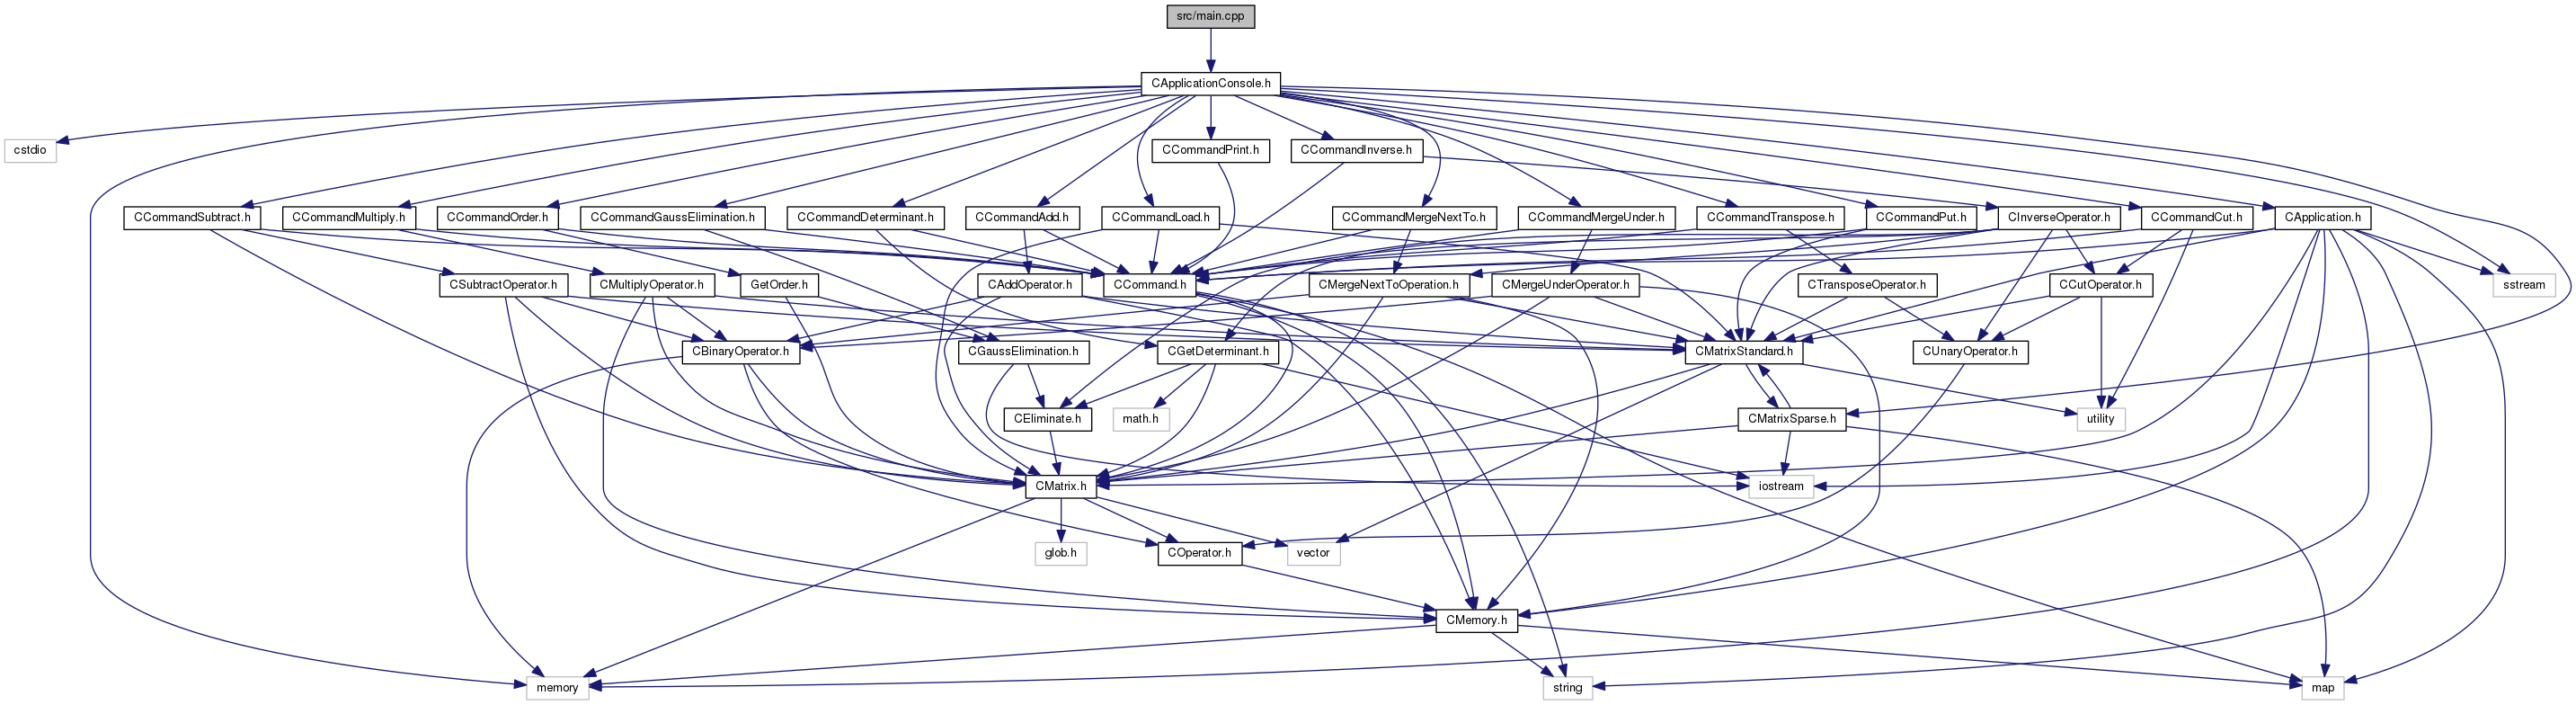 src/main.cpp
CApplicationConsole.h
cstdio
CCommandPrint.h
CCommandInverse.h
CCommandSubtract.h
CCommandMultiply.h
CCommandOrder.h
CCommandGaussElimination.h
CCommandDeterminant.h
CCommandAdd.h
CCommandLoad.h
CCommandMergeNextTo.h
CCommandMergeUnder.h
CCommandTranspose.h
CCommandPut.h
CInverseOperator.h
CCommandCut.h
CApplication.h
CSubtractOperator.h
CMultiplyOperator.h
GetOrder.h
CAddOperator.h
CCommand.h
CMergeNextToOperation.h
CMergeUnderOperator.h
CTransposeOperator.h
CCutOperator.h
sstream
CBinaryOperator.h
CGaussElimination.h
CGetDeterminant.h
CMatrixStandard.h
CUnaryOperator.h
CEliminate.h
math.h
CMatrixSparse.h
utility
CMatrix.h
iostream
glob.h
COperator.h
vector
CMemory.h
memory
string
map